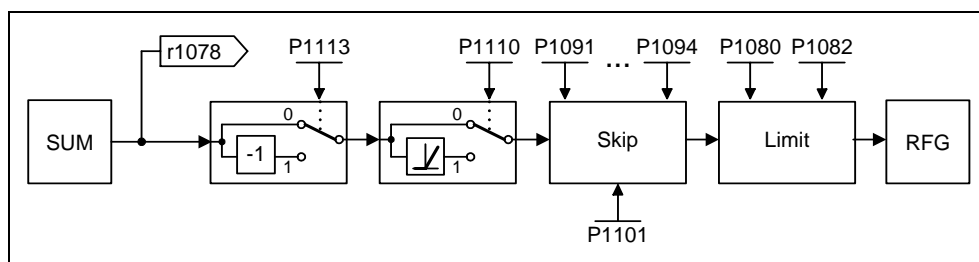 r1078
P1113
P1110
P1091 ... P1094
P1080 P1082
SUM
0
-1
1
0
1
Skip
Limit
RFG
P1101